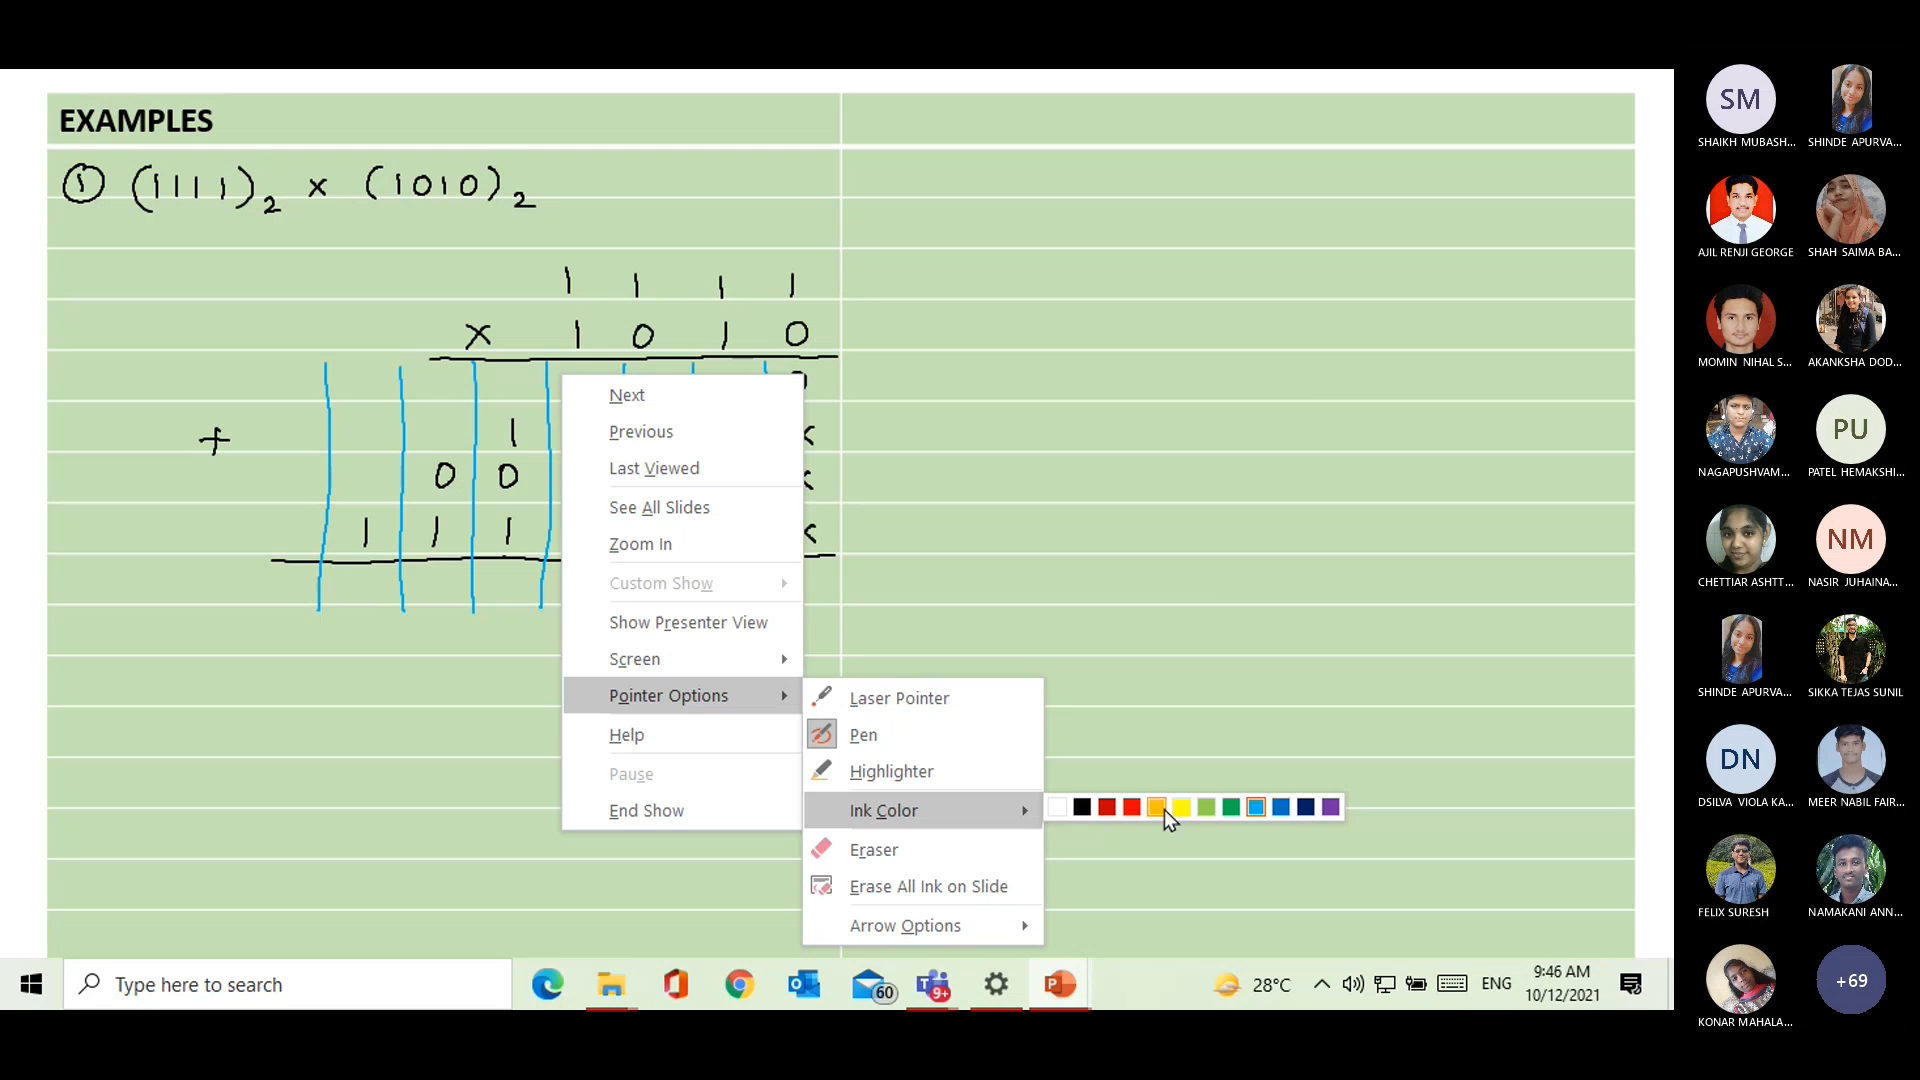 EXAMPLES
① (1111)₂ × (1010)₂
1 1 1 1
× 1 0 1 0
+ 1 ×
0 0 ×
1 1 1 ×
Next
Previous
Last Viewed
See All Slides
Zoom In
Custom Show
Show Presenter View
Screen
Pointer Options
Help
Pause
End Show
Laser Pointer
Pen
Highlighter
Ink Color
Eraser
Erase All Ink on Slide
Arrow Options
SM
SHAIKH MUBASH...
SHINDE APURVA...
AJIL RENJI GEORGE
SHAH SAIMA BA...
MOMIN NIHAL S...
AKANKSHA DOD...
NAGAPUSHVAM...
PU
PATEL HEMAKSHI...
CHETTIAR ASHTT...
NM
NASIR JUHAINA...
SHINDE APURVA...
SIKKA TEJAS SUNIL
DN
DSILVA VIOLA KA...
MEER NABIL FAIR...
FELIX SURESH
NAMAKANI ANN...
KONAR MAHALA...
+69
Type here to search
60
9+
28°C
ENG
9:46 AM
10/12/2021